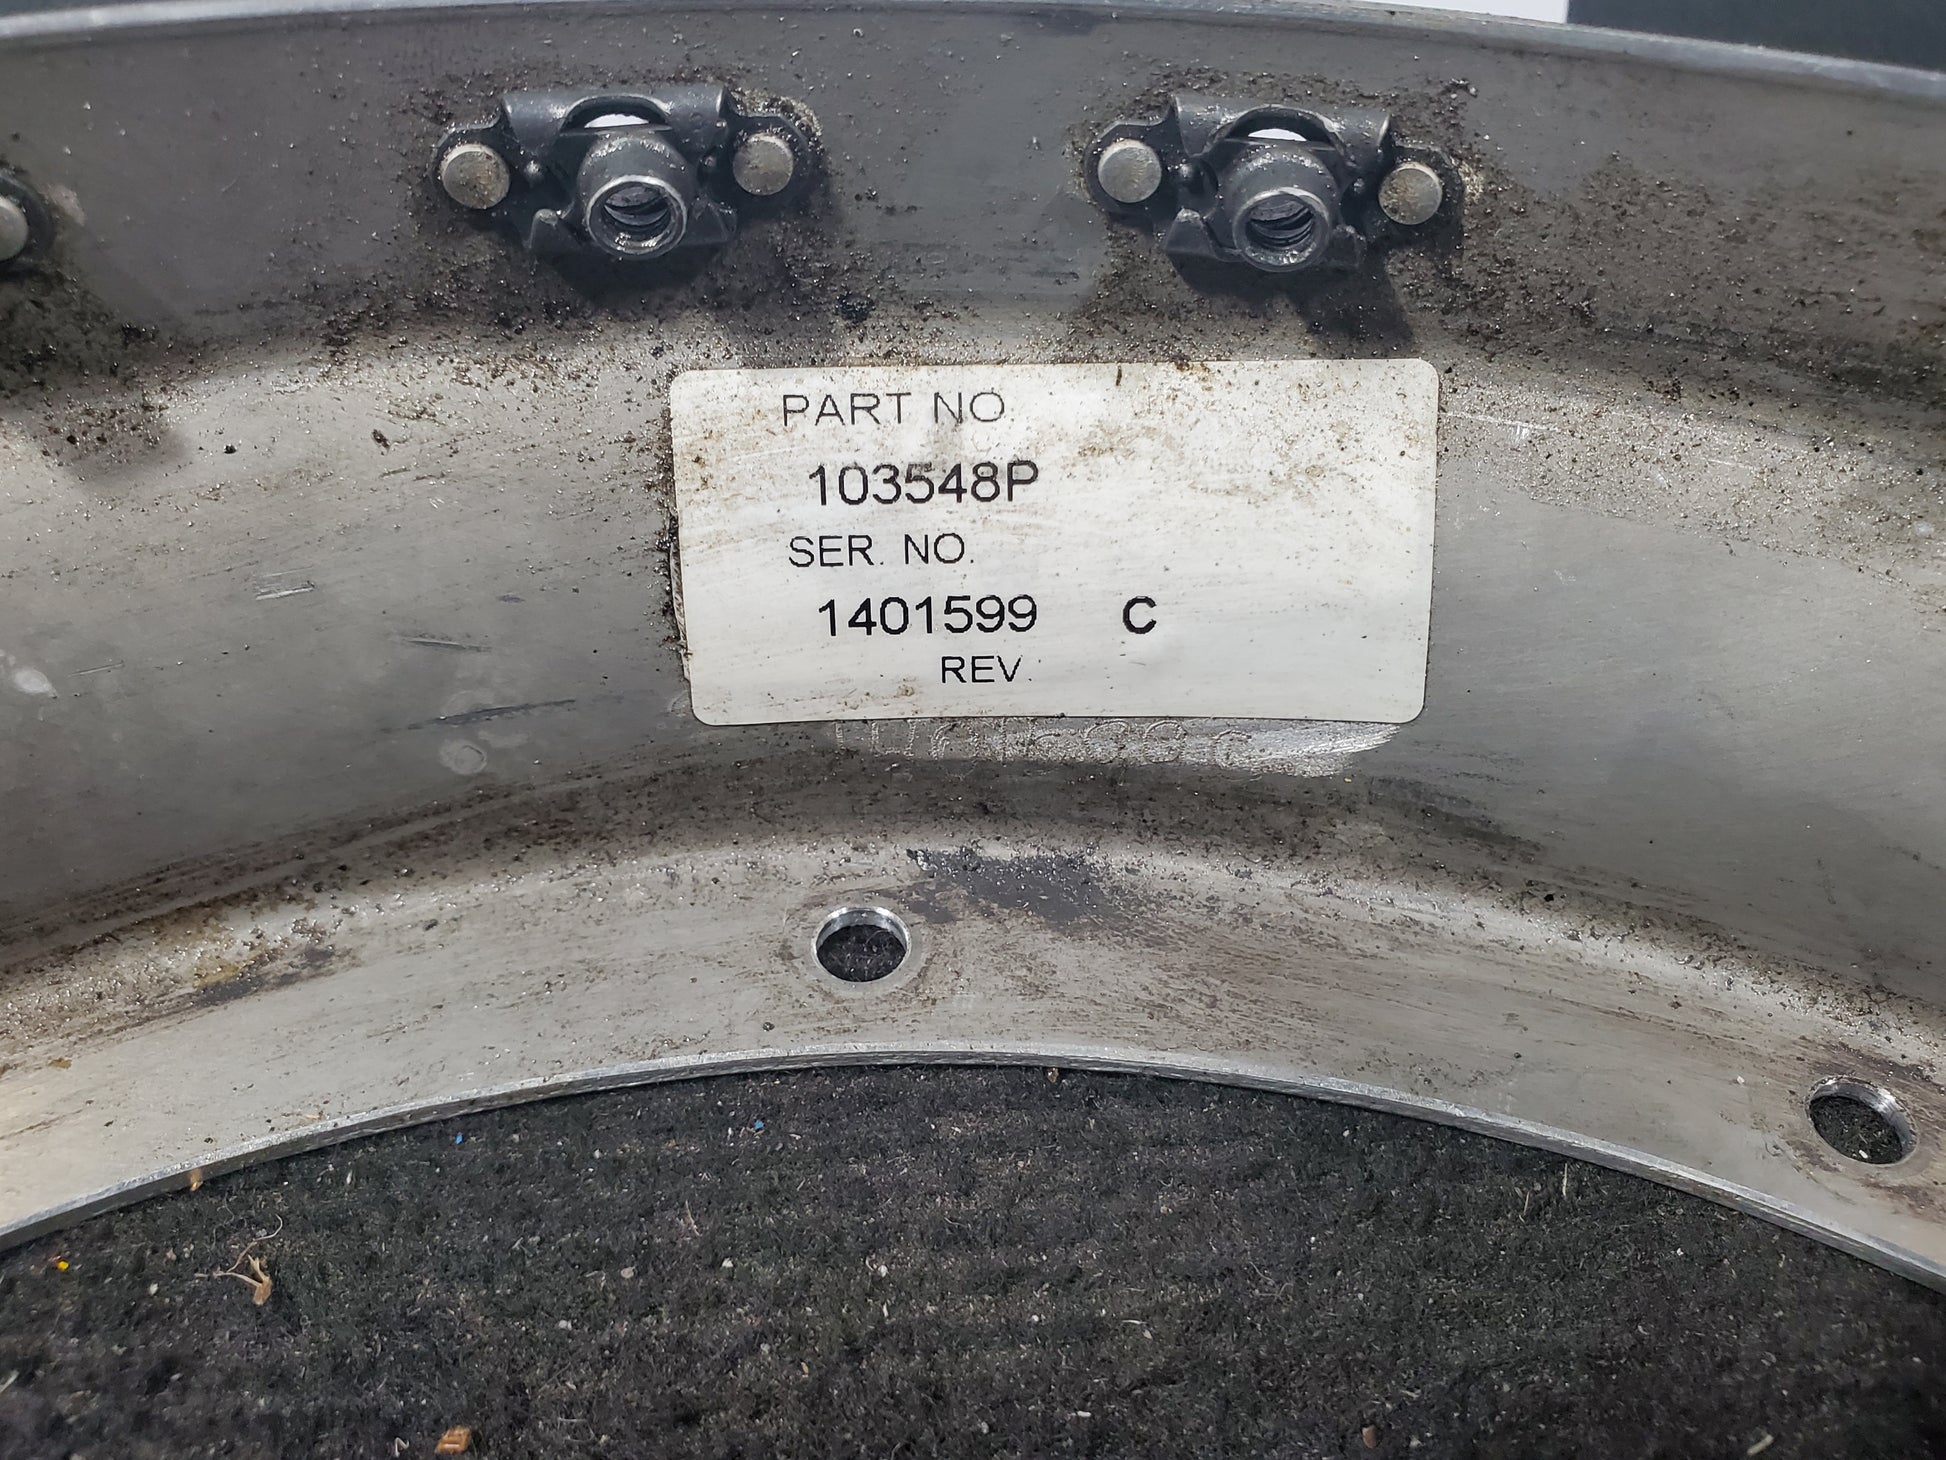 PART NO.
103548P
SER. NO.
1401599 C
REV.